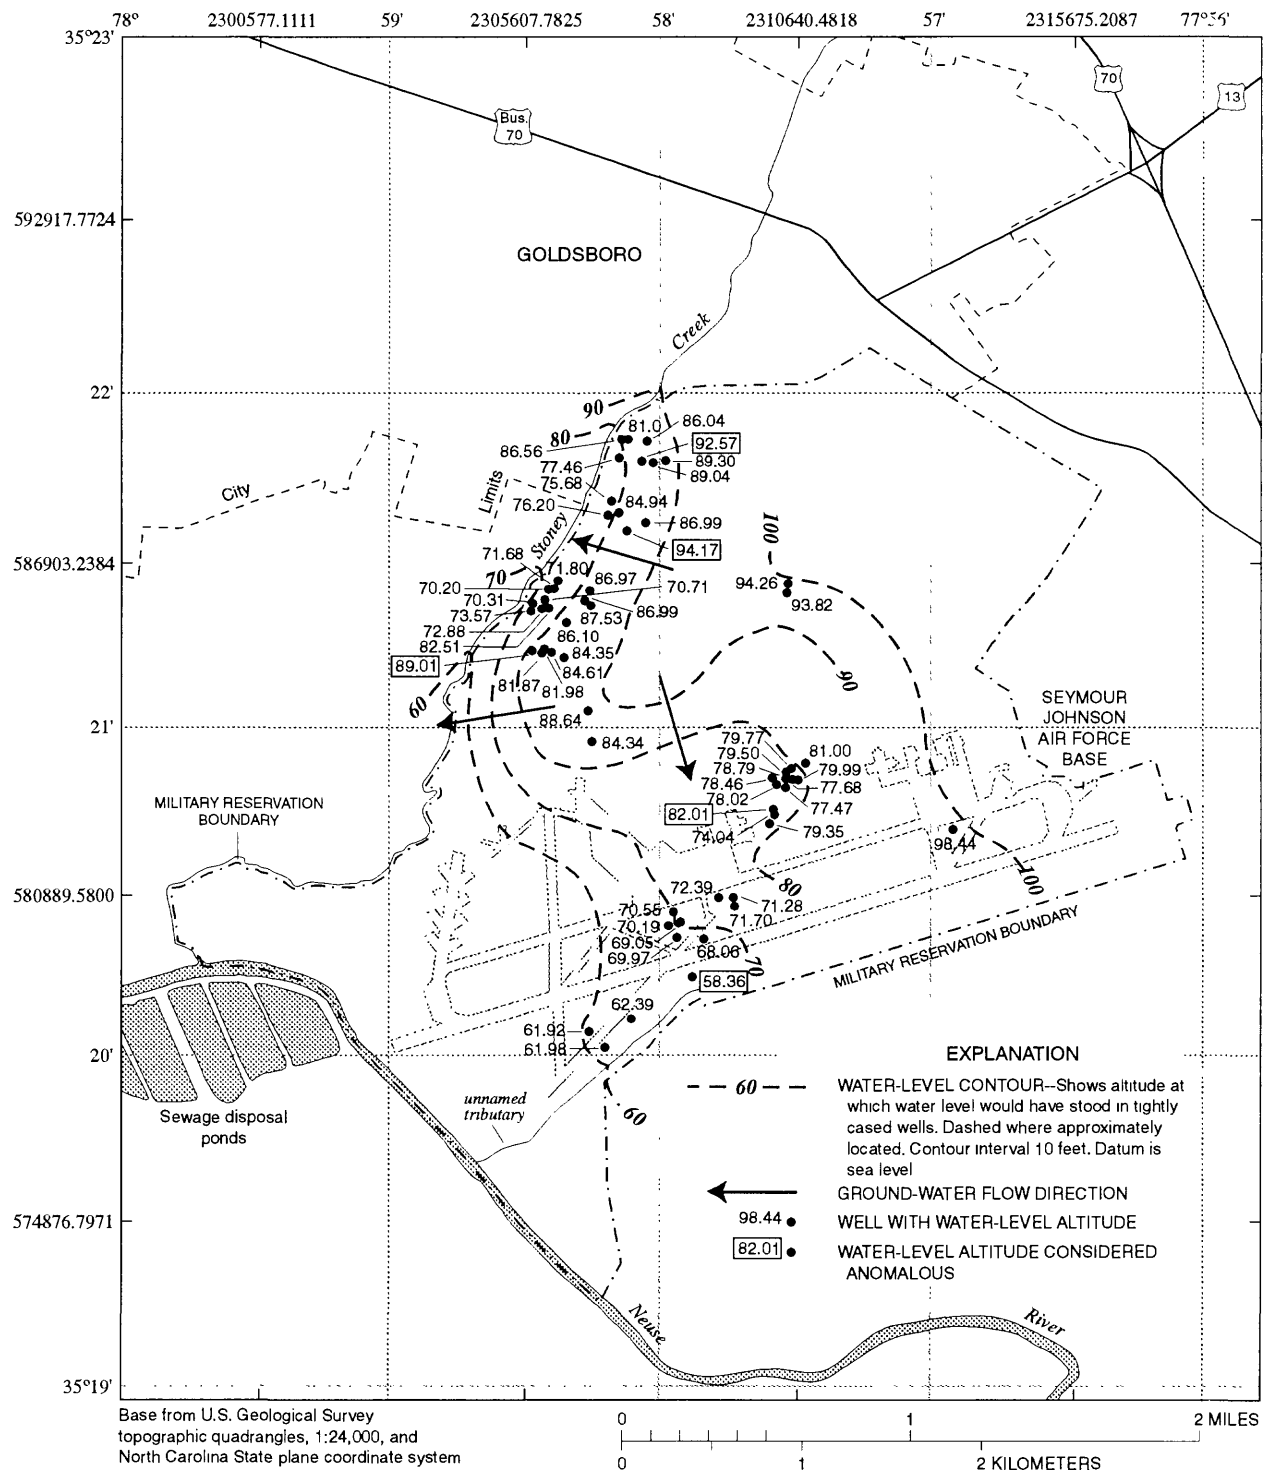 78° 2300577.1111 59' 2305607.7825 58' 2310640.4818 57' 2315675.2087 77°56'
35°23'
70
13
Bus. 70
592917.7724
GOLDSBORO
Creek
22'
90
80
81.0
86.04
92.57
86.56
89.30
77.46
89.04
75.68
City
Limits
84.94
76.20
86.99
100
Stoney
94.17
586903.2384
71.68
71.80
70
86.97
70.20
70.71
94.26
70.31
93.82
73.57
87.53
86.99
72.88
86.10
82.51
84.35
89.01
84.61
90
81.87
81.98
60
88.64
SEYMOUR
JOHNSON
AIR FORCE
BASE
21'
79.77
84.34
81.00
79.50
78.79
79.99
78.46
77.68
78.02
77.47
MILITARY RESERVATION
BOUNDARY
82.01
74.04
79.35
98.44
100
80
72.39
580889.5800
71.28
70.55
71.70
70.19
69.05
68.06
69.97
70
58.36
MILITARY RESERVATION BOUNDARY
62.39
61.92
61.98
20'
EXPLANATION
60
WATER-LEVEL CONTOUR--Shows altitude at
which water level would have stood in tightly
cased wells. Dashed where approximately
located. Contour interval 10 feet. Datum is
sea level
unnamed
tributary
60
Sewage disposal
ponds
GROUND-WATER FLOW DIRECTION
574876.7971
98.44 WELL WITH WATER-LEVEL ALTITUDE
82.01 WATER-LEVEL ALTITUDE CONSIDERED
ANOMALOUS
Neuse
River
35°19'
Base from U.S. Geological Survey
topographic quadrangles, 1:24,000, and
North Carolina State plane coordinate system
0 1 2 MILES
0 1 2 KILOMETERS